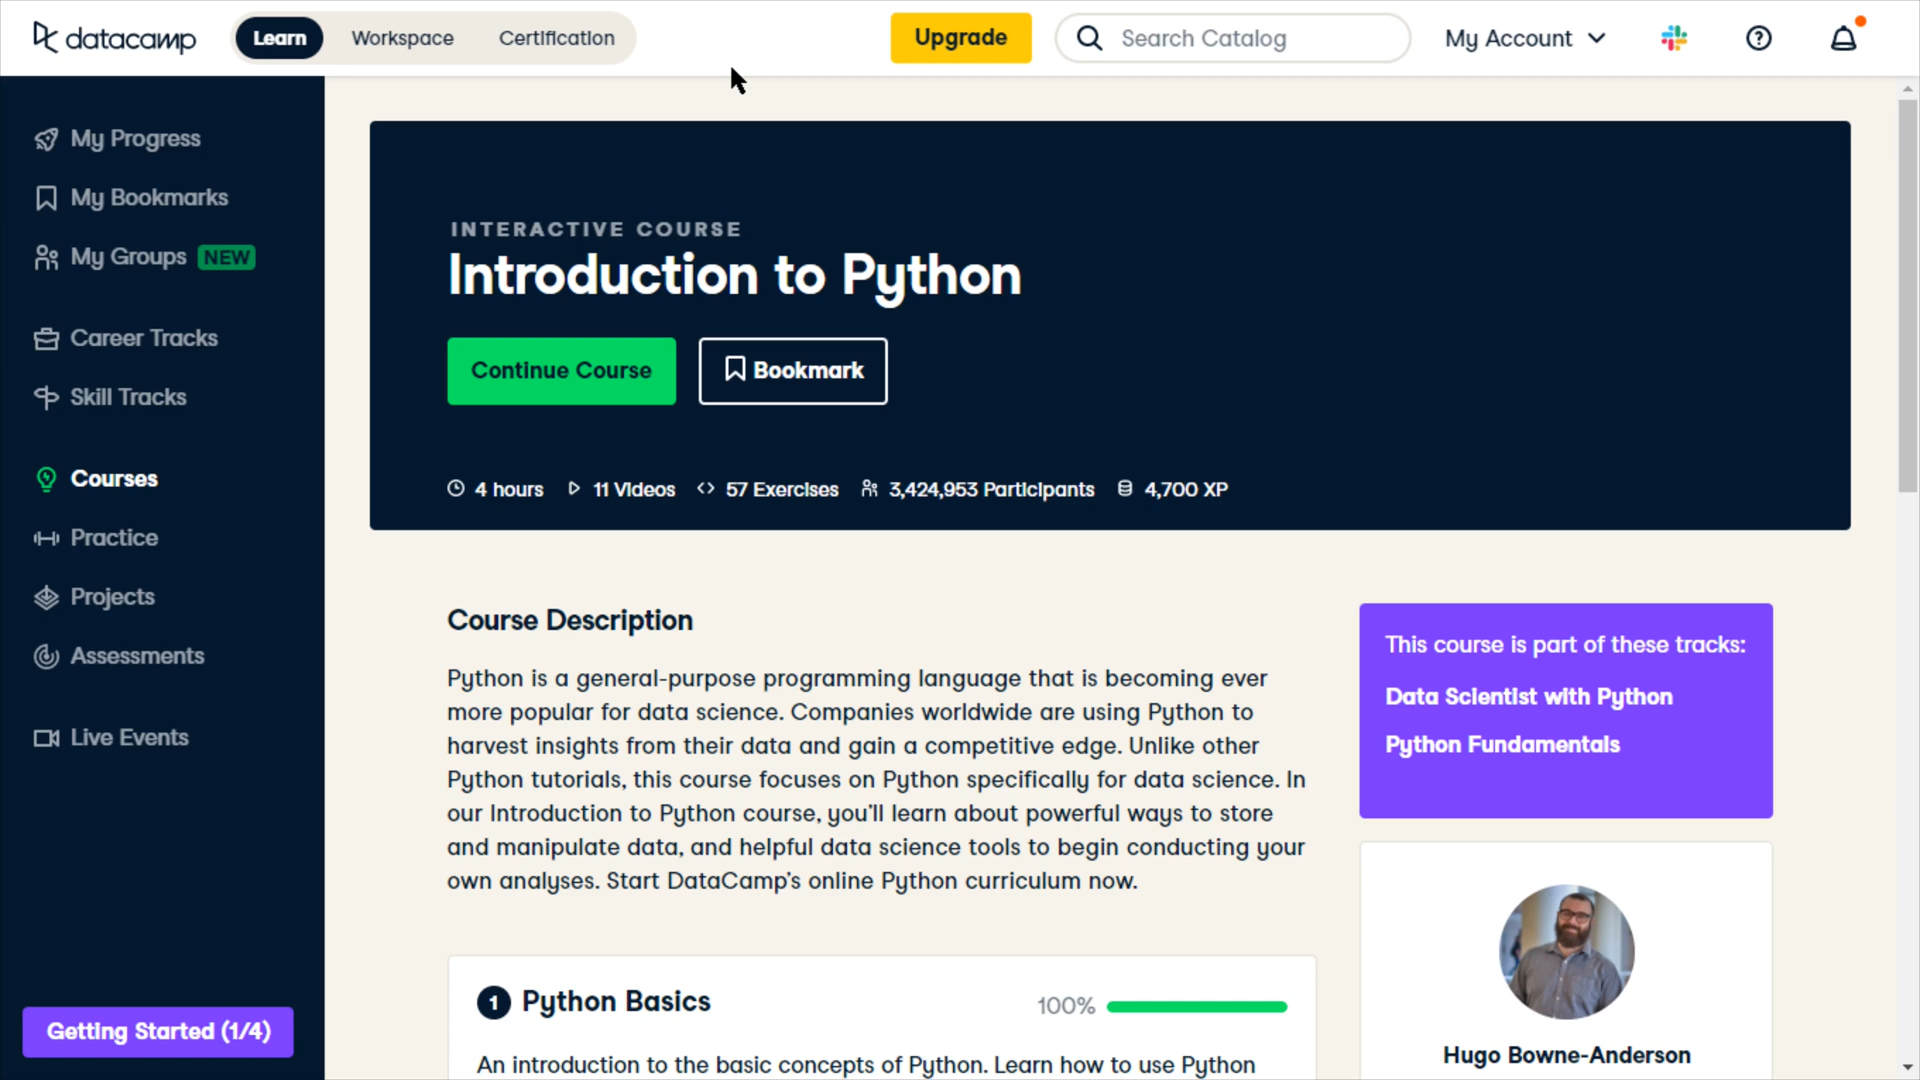 datacamp
Learn
Workspace
Certification
Upgrade
Search Catalog
My Account
My Progress
My Bookmarks
My Groups NEW
Career Tracks
Skill Tracks
Courses
Practice
Projects
Assessments
Live Events
Getting Started (1/4)
INTERACTIVE COURSE
Introduction to Python
Continue Course
Bookmark
4 hours
11 Videos
57 Exercises
3,424,953 Participants
4,700 XP
Course Description
Python is a general-purpose programming language that is becoming ever
more popular for data science. Companies worldwide are using Python to
harvest insights from their data and gain a competitive edge. Unlike other
Python tutorials, this course focuses on Python specifically for data science. In
our Introduction to Python course, you'll learn about powerful ways to store
and manipulate data, and helpful data science tools to begin conducting your
own analyses. Start DataCamp's online Python curriculum now.
This course is part of these tracks:
Data Scientist with Python
Python Fundamentals
1 Python Basics
100%
An introduction to the basic concepts of Python. Learn how to use Python
Hugo Bowne-Anderson